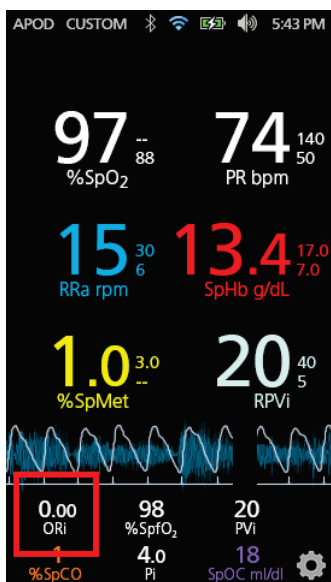 APOD CUSTOM 5:43 PM
97 -- 88 74 140 50
%SpO₂ PR bpm
15 30 6 13.4 17.0 7.0
RRa rpm SpHb g/dL
1.0 3.0 -- 20 40 5
%SpMet RPVi
0.00 98 20
ORi %SpfO₂ PVi
1 4.0 18
%SpCO Pi SpOC ml/dl